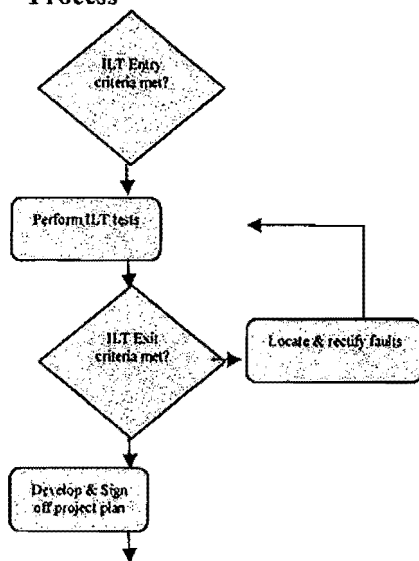 Process
ILT Entry
criteria met?
Perform ILT tests
ILT Exit
criteria met?
Locate & rectify faults
Develop & Sign
off project plan